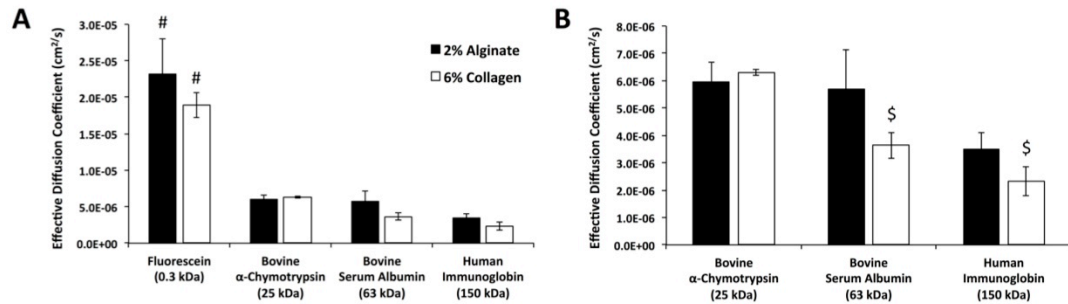 A
Effective Diffusion Coefficient (cm²/s)
3.0E-05
2.5E-05
2.0E-05
1.5E-05
1.0E-05
5.0E-06
0.0E+00
#
#
2% Alginate
6% Collagen
Fluorescein
(0.3 kDa)
Bovine
α-Chymotrypsin
(25 kDa)
Bovine
Serum Albumin
(63 kDa)
Human
Immunoglobin
(150 kDa)
B
Effective Diffusion Coefficient (cm²/s)
8.0E-06
7.0E-06
6.0E-06
5.0E-06
4.0E-06
3.0E-06
2.0E-06
1.0E-06
0.0E+00
$
$
Bovine
α-Chymotrypsin
(25 kDa)
Bovine
Serum Albumin
(63 kDa)
Human
Immunoglobin
(150 kDa)